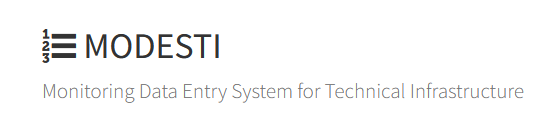 MODESTI
Monitoring Data Entry System for Technical Infrastructure